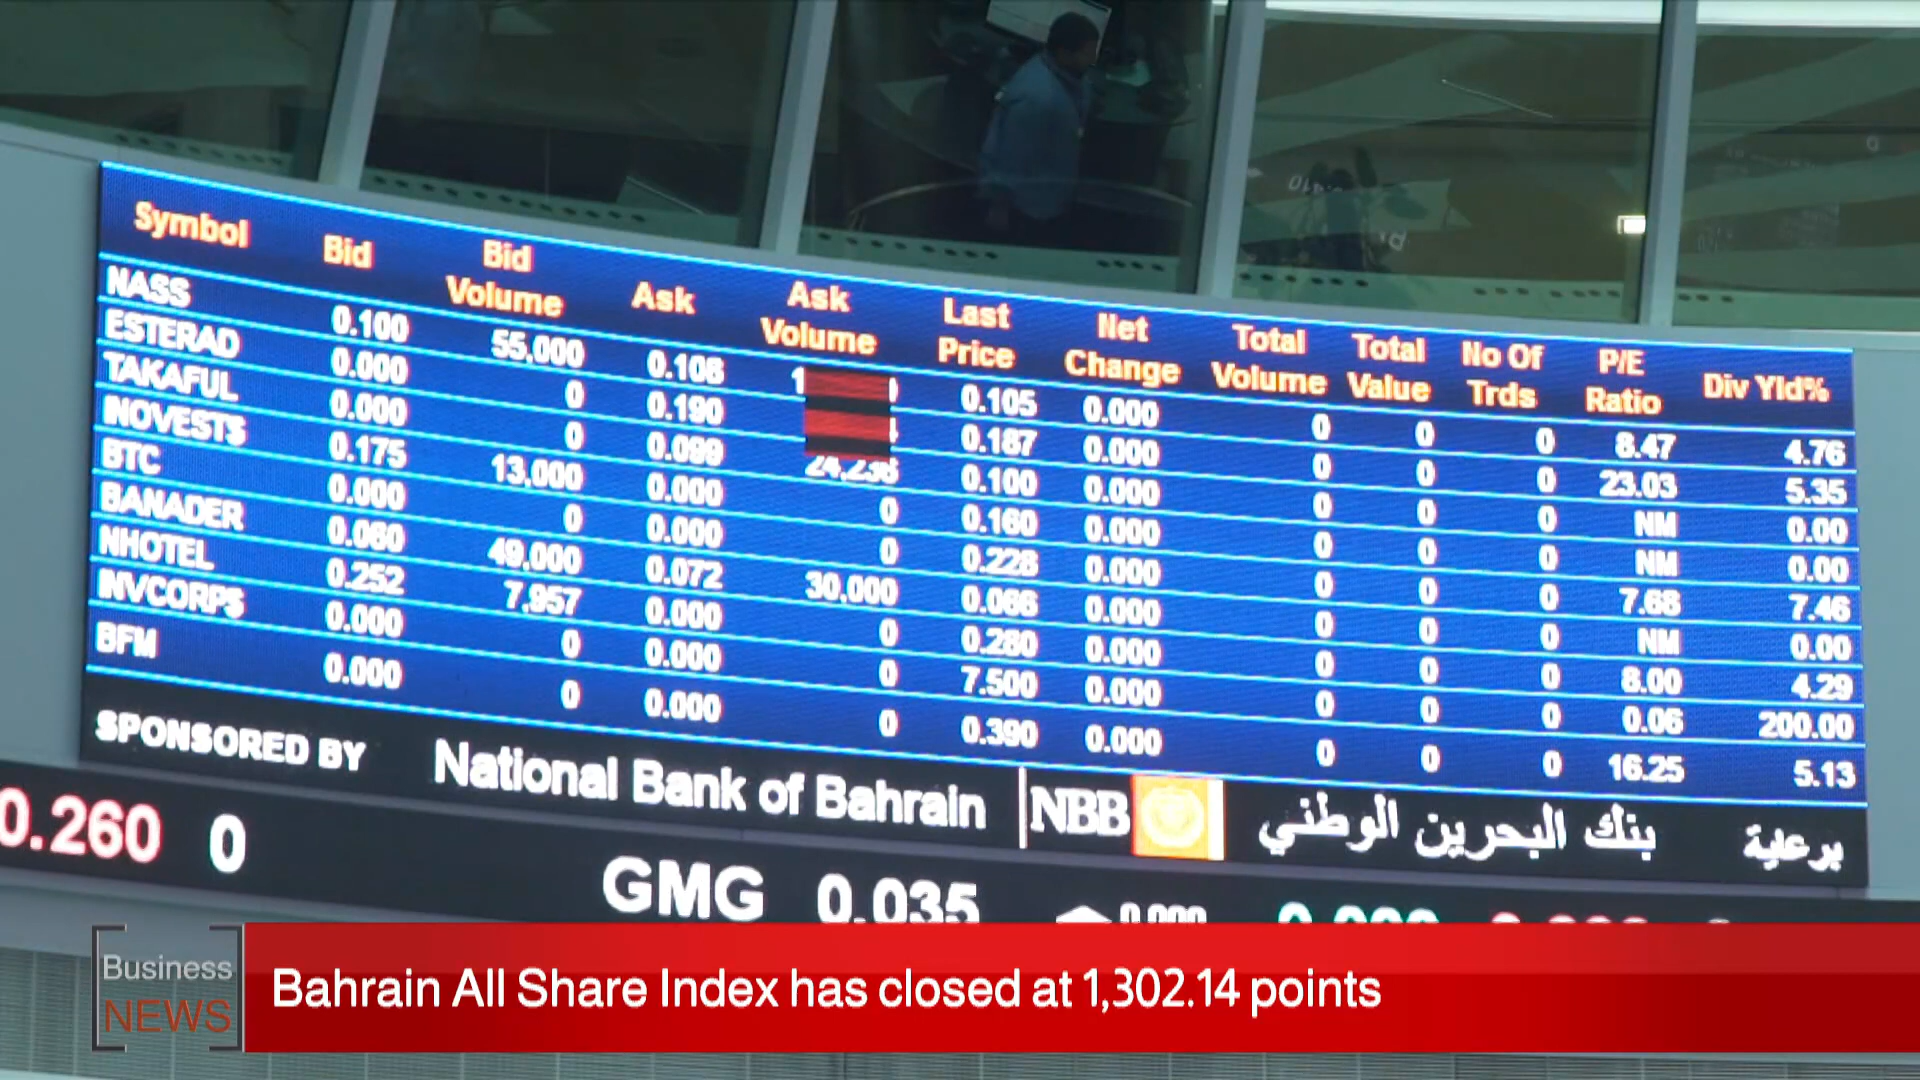 Symbol Bid Bid Volume Ask Ask Volume Last Price Net Change Total Volume Total Value No Of Trds P/E Ratio Div Yld%
NASS 0.100 55,000 0.106 0.105 0.000 0 0 0 8.47 4.76
ESTERAD 0.000 0 0.190 0.187 0.000 0 0 0 23.03 5.35
TAKAFUL 0.000 0 0.099 0.100 0.000 0 0 0 NM 0.00
INOVEST$ 0.175 13,000 0.000 0 0.160 0.000 0 0 0 NM 0.00
BTC 0.000 0 0.000 0 0.228 0.000 0 0 0 7.68 7.46
BANADER 0.060 49,000 0.072 30,000 0.066 0.000 0 0 0 NM 0.00
NHOTEL 0.252 7,957 0.000 0 0.280 0.000 0 0 0 8.00 4.29
INVCORP$ 0.000 0 0.000 0 7.500 0.000 0 0 0 0.06 200.00
BFM 0.000 0 0.000 0 0.390 0.000 0 0 0 16.25 5.13
SPONSORED BY National Bank of Bahrain NBB برعاية بنك البحرين الوطني
0.260 0 GMG 0.035 0.000
Business NEWS
Bahrain All Share Index has closed at 1,302.14 points